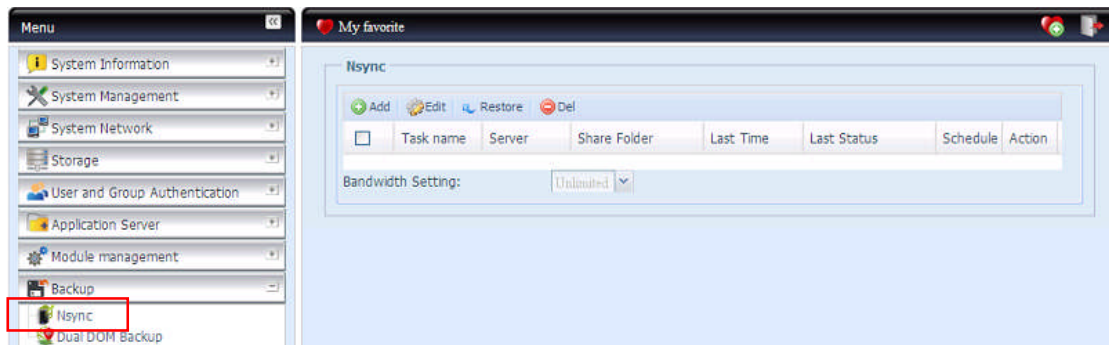 Menu
System Information
System Management
System Network
Storage
User and Group Authentication
Application Server
Module management
Backup
Nsync
Dual DOM Backup
My favorite
Nsync
Add Edit Restore Del
Task name Server Share Folder Last Time Last Status Schedule Action
Bandwidth Setting: Unlimited